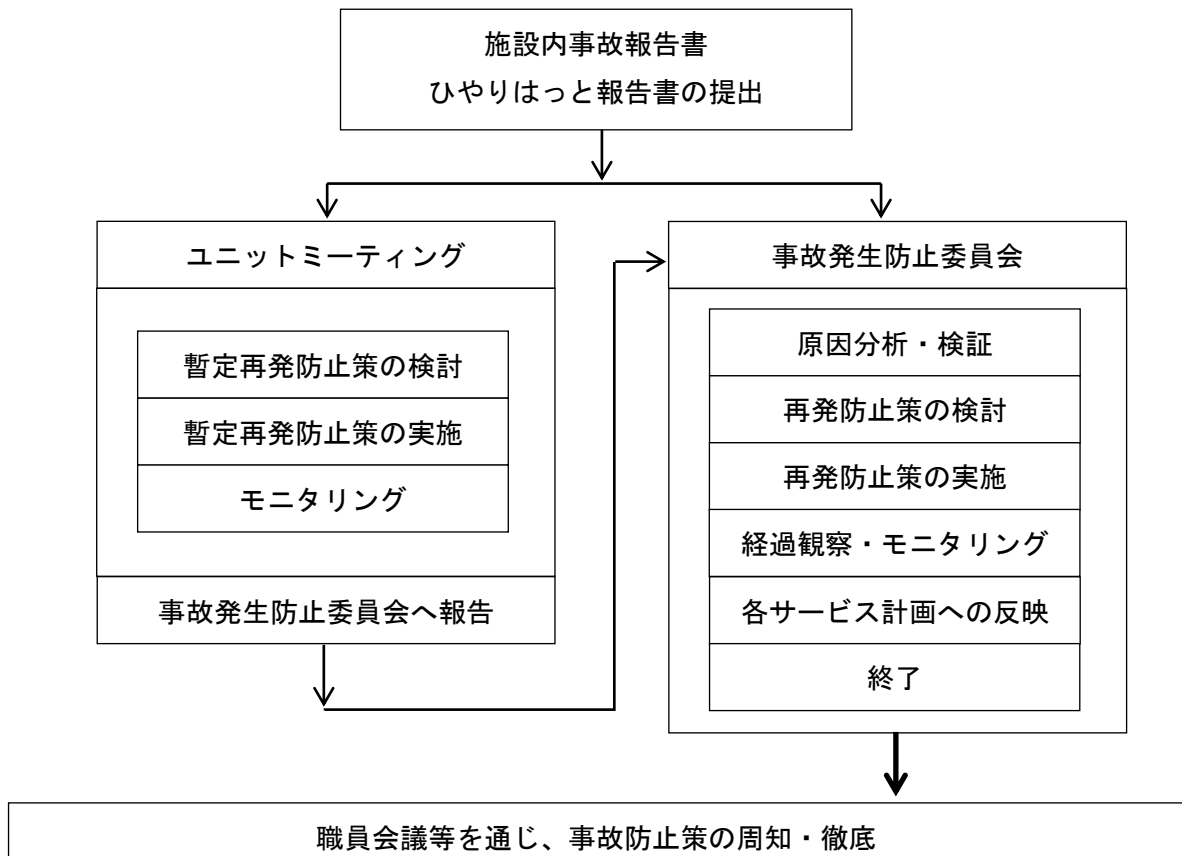 施設内事故報告書
ひやりはっと報告書の提出
ユニットミーティング
暫定再発防止策の検討
暫定再発防止策の実施
モニタリング
事故発生防止委員会へ報告
事故発生防止委員会
原因分析・検証
再発防止策の検討
再発防止策の実施
経過観察・モニタリング
各サービス計画への反映
終了
職員会議等を通じ、事故防止策の周知・徹底